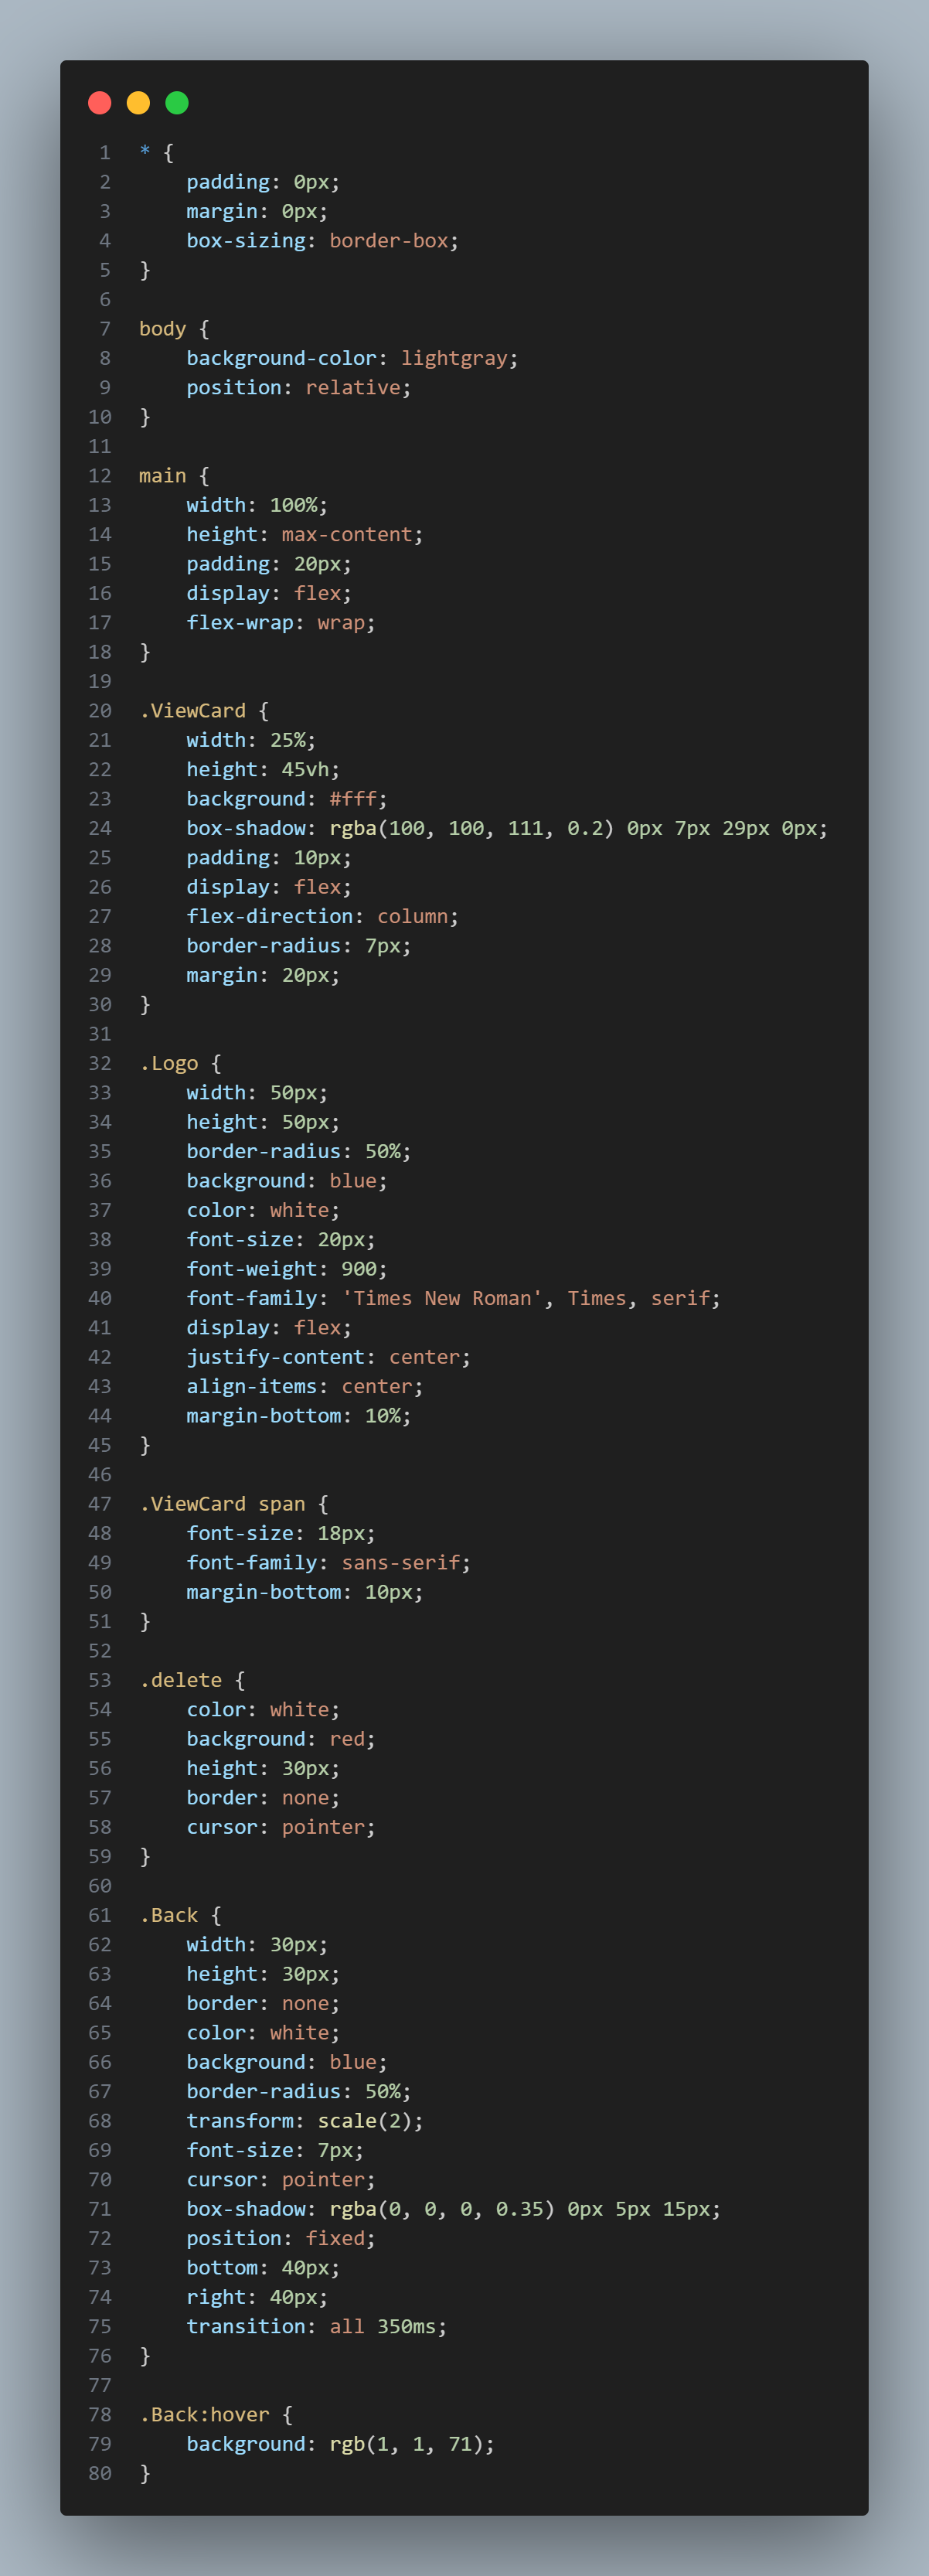 1 * {
2     padding: 0px;
3     margin: 0px;
4     box-sizing: border-box;
5 }
6
7 body {
8     background-color: lightgray;
9     position: relative;
10 }
11
12 main {
13     width: 100%;
14     height: max-content;
15     padding: 20px;
16     display: flex;
17     flex-wrap: wrap;
18 }
19
20 .ViewCard {
21     width: 25%;
22     height: 45vh;
23     background: #fff;
24     box-shadow: rgba(100, 100, 111, 0.2) 0px 7px 29px 0px;
25     padding: 10px;
26     display: flex;
27     flex-direction: column;
28     border-radius: 7px;
29     margin: 20px;
30 }
31
32 .Logo {
33     width: 50px;
34     height: 50px;
35     border-radius: 50%;
36     background: blue;
37     color: white;
38     font-size: 20px;
39     font-weight: 900;
40     font-family: 'Times New Roman', Times, serif;
41     display: flex;
42     justify-content: center;
43     align-items: center;
44     margin-bottom: 10%;
45 }
46
47 .ViewCard span {
48     font-size: 18px;
49     font-family: sans-serif;
50     margin-bottom: 10px;
51 }
52
53 .delete {
54     color: white;
55     background: red;
56     height: 30px;
57     border: none;
58     cursor: pointer;
59 }
60
61 .Back {
62     width: 30px;
63     height: 30px;
64     border: none;
65     color: white;
66     background: blue;
67     border-radius: 50%;
68     transform: scale(2);
69     font-size: 7px;
70     cursor: pointer;
71     box-shadow: rgba(0, 0, 0, 0.35) 0px 5px 15px;
72     position: fixed;
73     bottom: 40px;
74     right: 40px;
75     transition: all 350ms;
76 }
77
78 .Back:hover {
79     background: rgb(1, 1, 71);
80 }